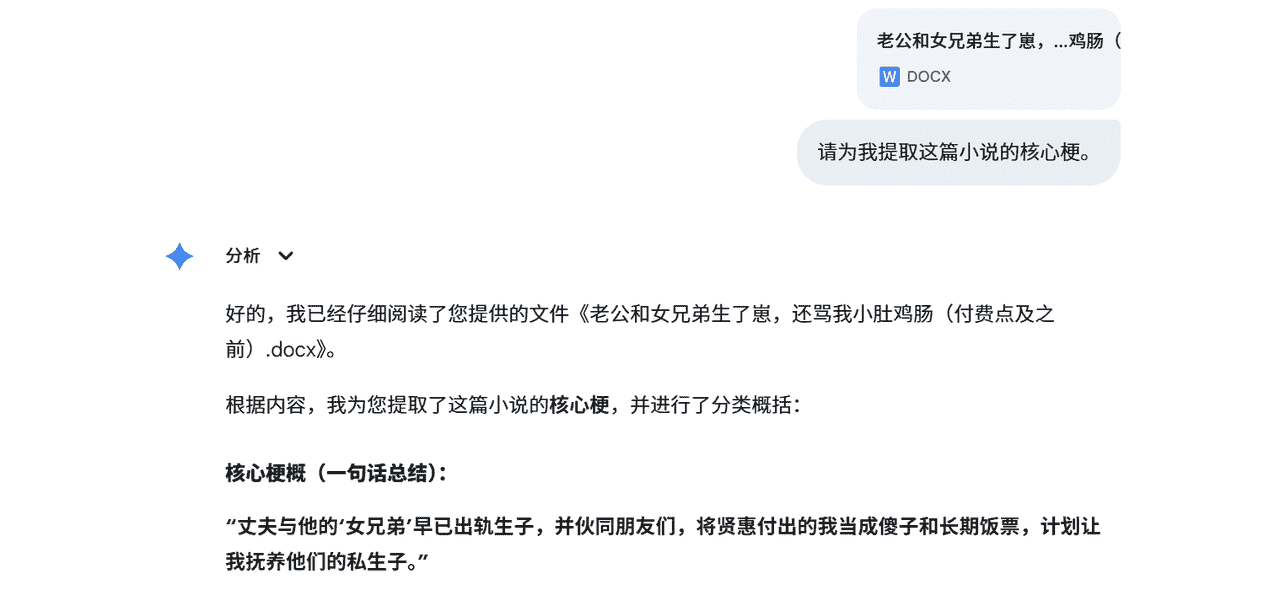 老公和女兄弟生了崽，...鸡肠（
W DOCX
请为我提取这篇小说的核心梗。
分析
好的，我已经仔细阅读了您提供的文件《老公和女兄弟生了崽，还骂我小肚鸡肠（付费点及之
前）.docx》。
根据内容，我为您提取了这篇小说的核心梗，并进行了分类概括：
核心梗概（一句话总结）：
“丈夫与他的‘女兄弟’早已出轨生子，并伙同朋友们，将贤惠付出的我当成傻子和长期饭票，计划让
我抚养他们的私生子。”